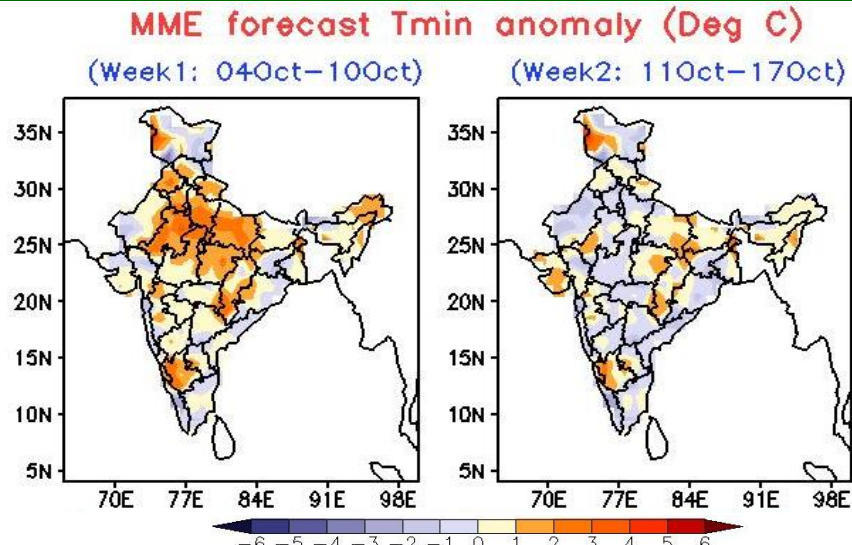 MME forecast Tmin anomaly (Deg C)
(Week1: 04Oct−10Oct)
(Week2: 11Oct−17Oct)
35N
30N
25N
20N
15N
10N
5N
70E 77E 84E 91E 98E
35N
30N
25N
20N
15N
10N
5N
70E 77E 84E 91E 98E
−6 −5 −4 −3 −2 −1 0 1 2 3 4 5 6